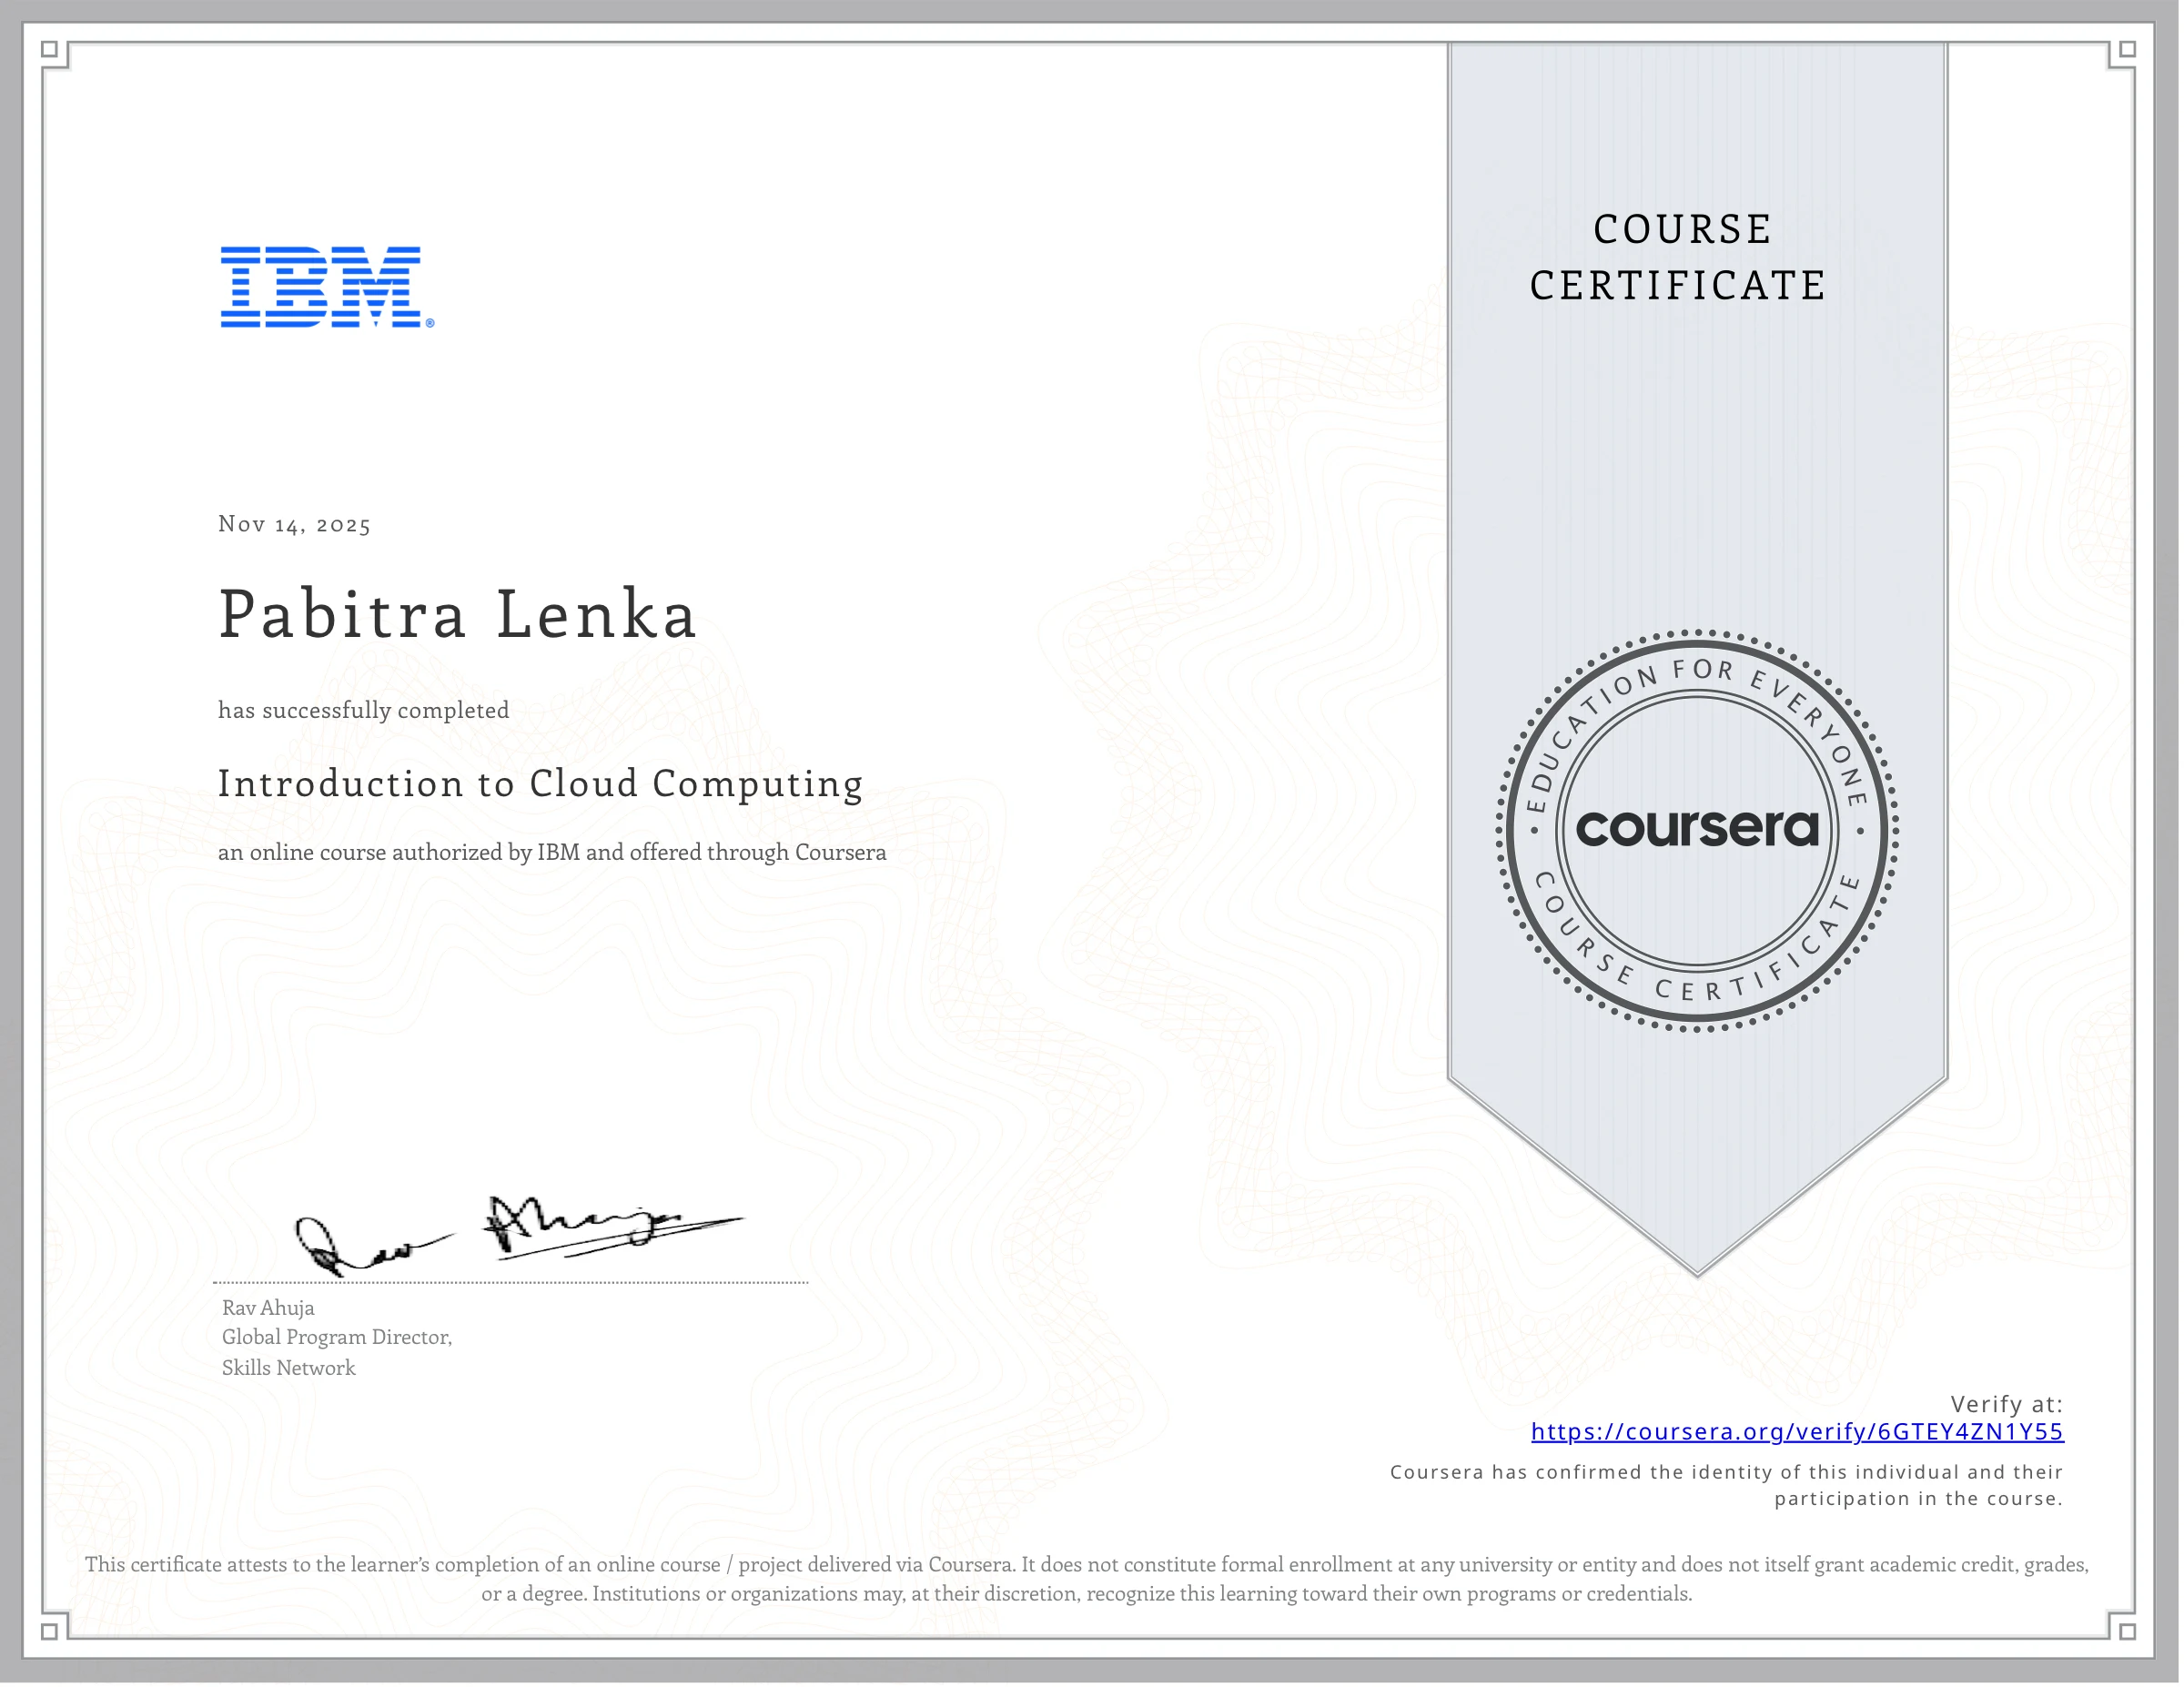 IBM®
COURSE
CERTIFICATE
Nov 14, 2025
Pabitra Lenka
has successfully completed
Introduction to Cloud Computing
an online course authorized by IBM and offered through Coursera
EDUCATION FOR EVERYONE
coursera
COURSE CERTIFICATE
Rav Ahuja
Rav Ahuja
Global Program Director,
Skills Network
Verify at:
https://coursera.org/verify/6GTEY4ZN1Y55
Coursera has confirmed the identity of this individual and their
participation in the course.
This certificate attests to the learner's completion of an online course / project delivered via Coursera. It does not constitute formal enrollment at any university or entity and does not itself grant academic credit, grades,
or a degree. Institutions or organizations may, at their discretion, recognize this learning toward their own programs or credentials.